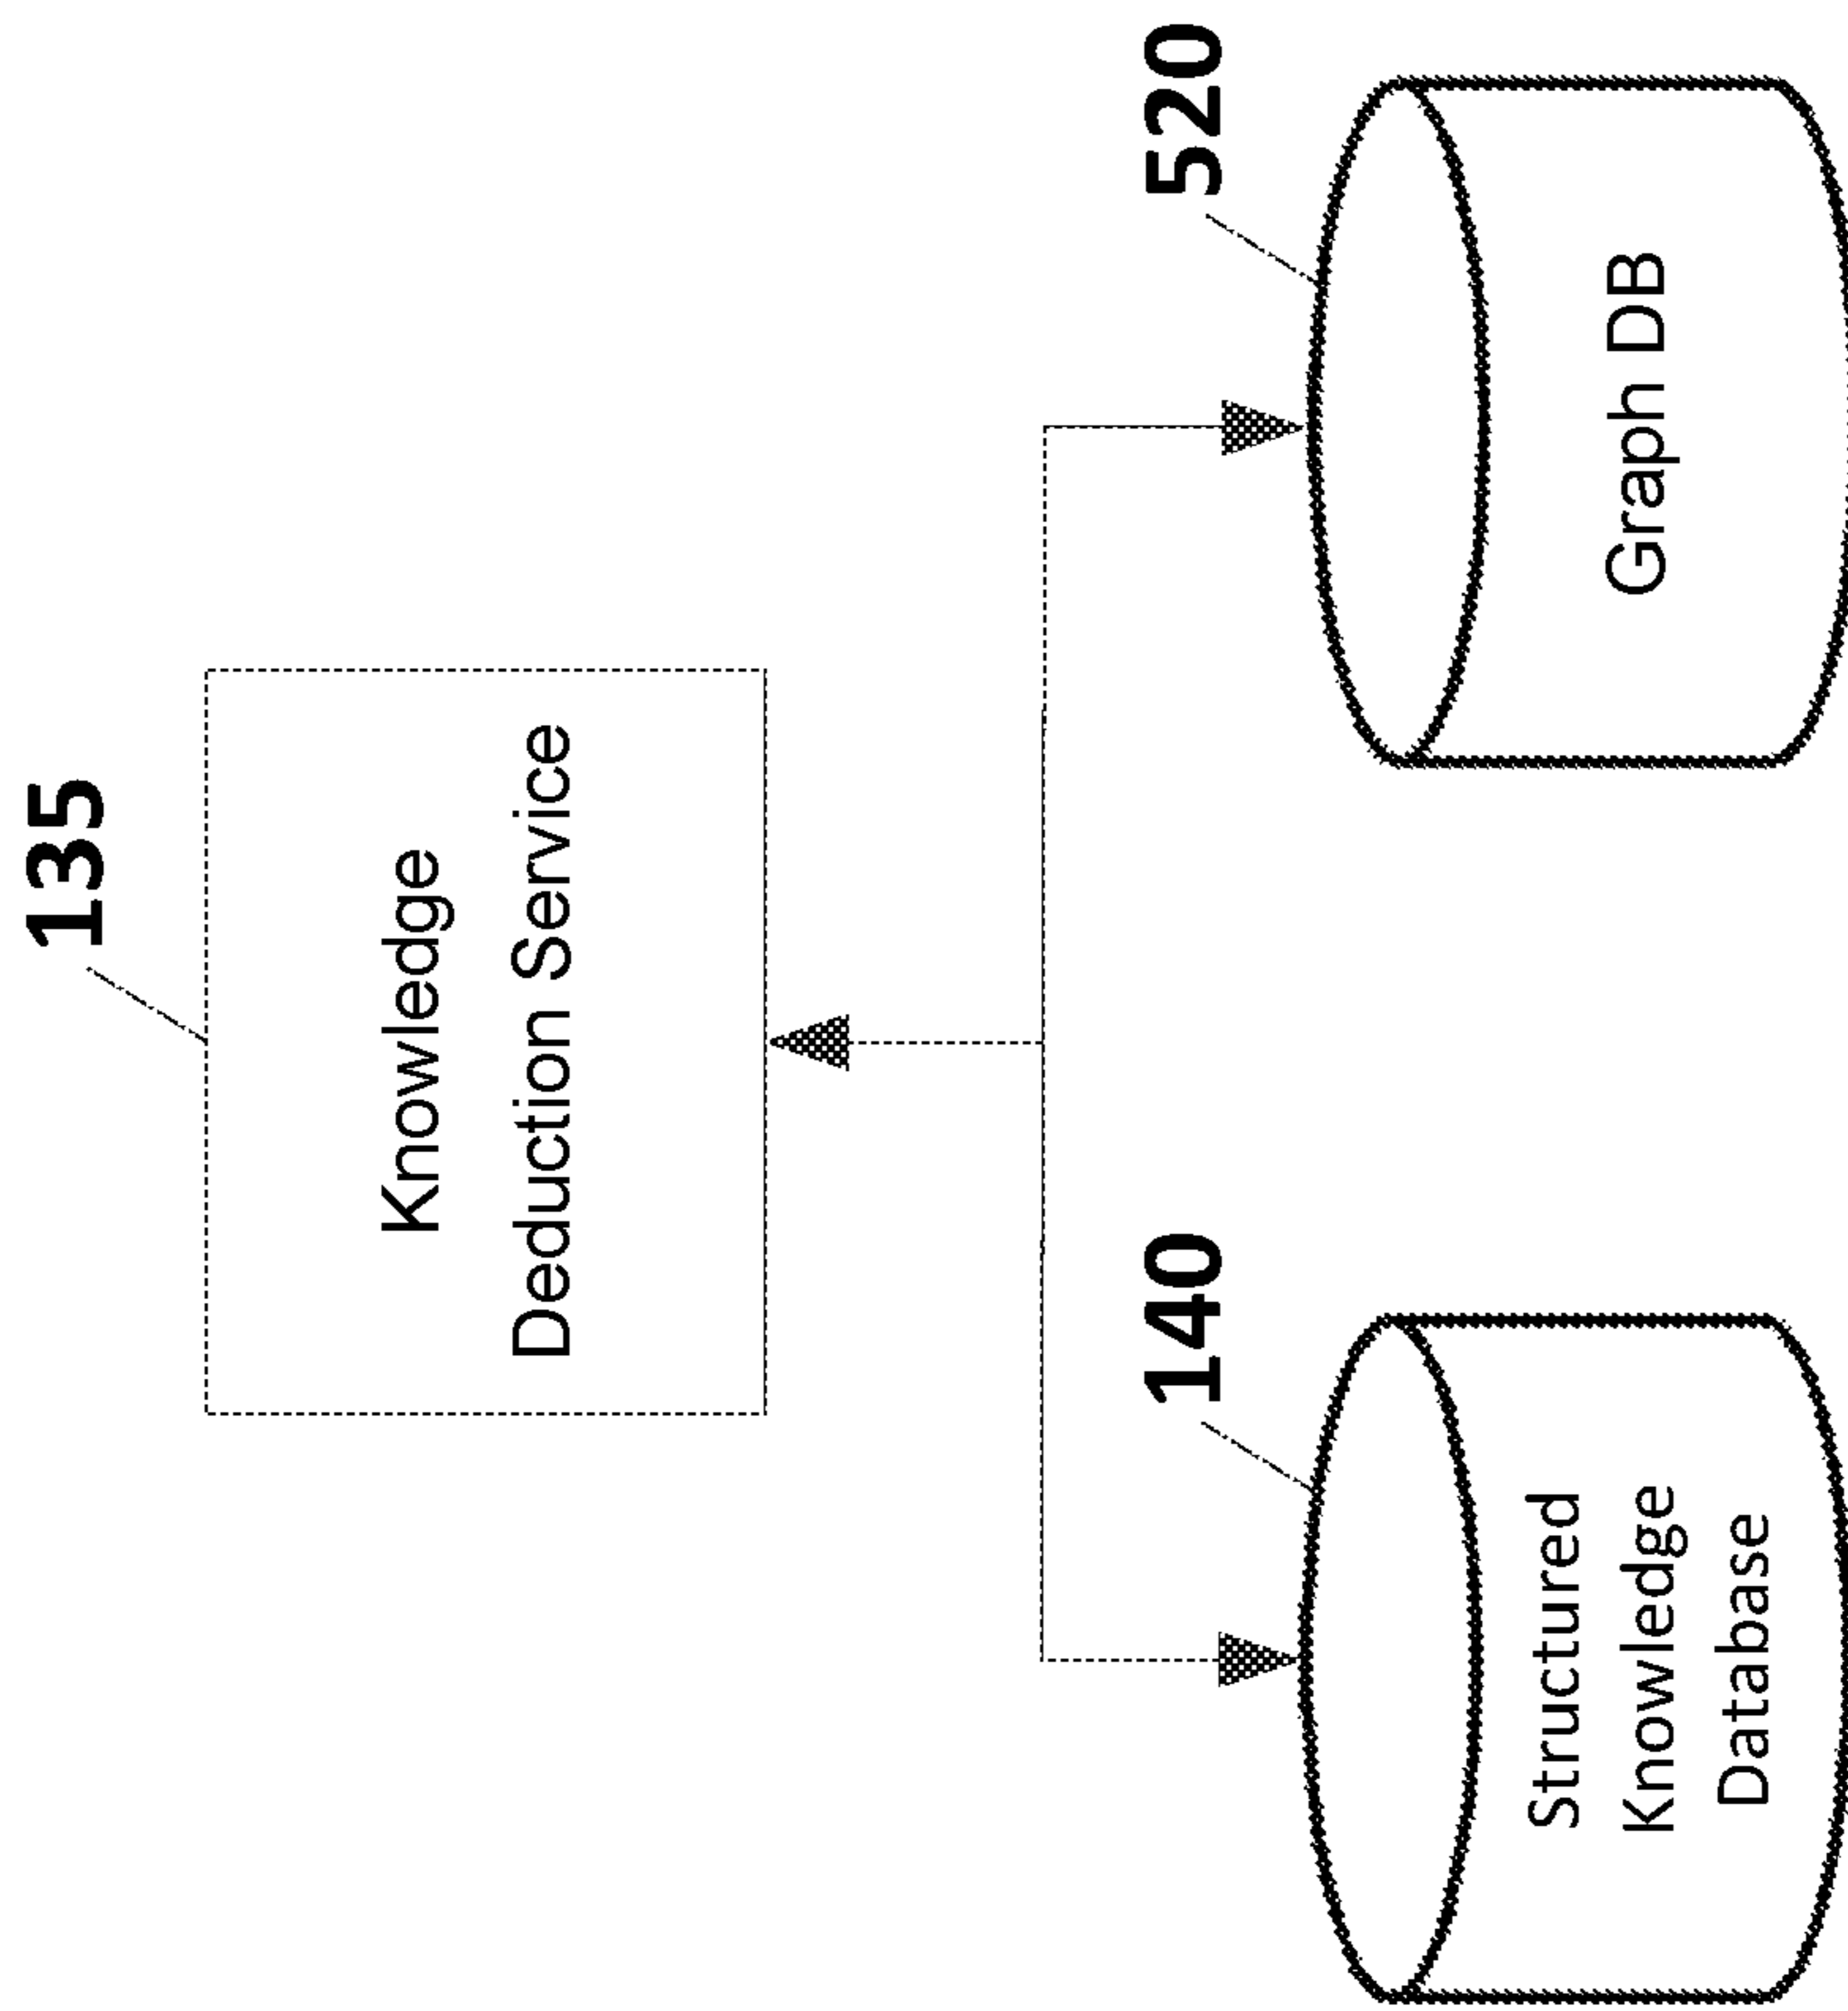 135
Knowledge
Deduction Service
140
Structured
Knowledge
Database
520
Graph DB